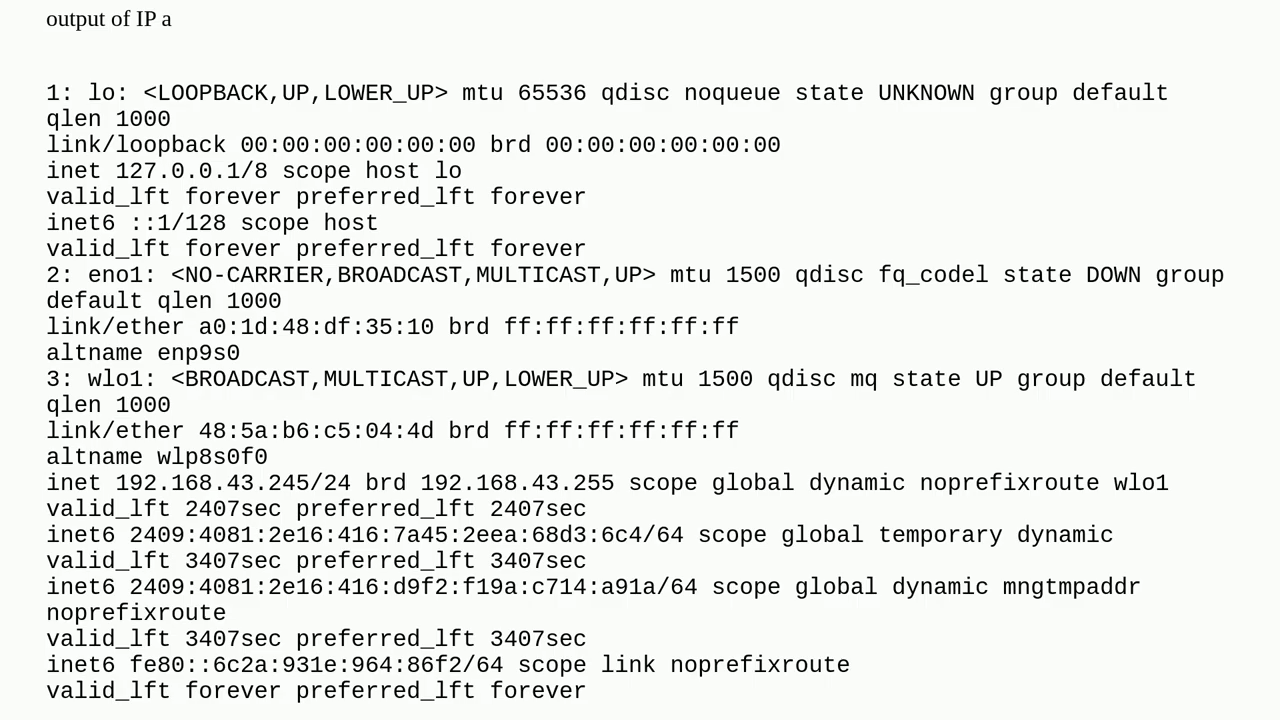 output of IP a
1: lo: <LOOPBACK,UP,LOWER_UP> mtu 65536 qdisc noqueue state UNKNOWN group default
qlen 1000
link/loopback 00:00:00:00:00:00 brd 00:00:00:00:00:00
inet 127.0.0.1/8 scope host lo
valid_lft forever preferred_lft forever
inet6 ::1/128 scope host
valid_lft forever preferred_lft forever
2: eno1: <NO-CARRIER,BROADCAST,MULTICAST,UP> mtu 1500 qdisc fq_codel state DOWN group
default qlen 1000
link/ether a0:1d:48:df:35:10 brd ff:ff:ff:ff:ff:ff
altname enp9s0
3: wlo1: <BROADCAST,MULTICAST,UP,LOWER_UP> mtu 1500 qdisc mq state UP group default
qlen 1000
link/ether 48:5a:b6:c5:04:4d brd ff:ff:ff:ff:ff:ff
altname wlp8s0f0
inet 192.168.43.245/24 brd 192.168.43.255 scope global dynamic noprefixroute wlo1
valid_lft 2407sec preferred_lft 2407sec
inet6 2409:4081:2e16:416:7a45:2eea:68d3:6c4/64 scope global temporary dynamic
valid_lft 3407sec preferred_lft 3407sec
inet6 2409:4081:2e16:416:d9f2:f19a:c714:a91a/64 scope global dynamic mngtmpaddr
noprefixroute
valid_lft 3407sec preferred_lft 3407sec
inet6 fe80::6c2a:931e:964:86f2/64 scope link noprefixroute
valid_lft forever preferred_lft forever